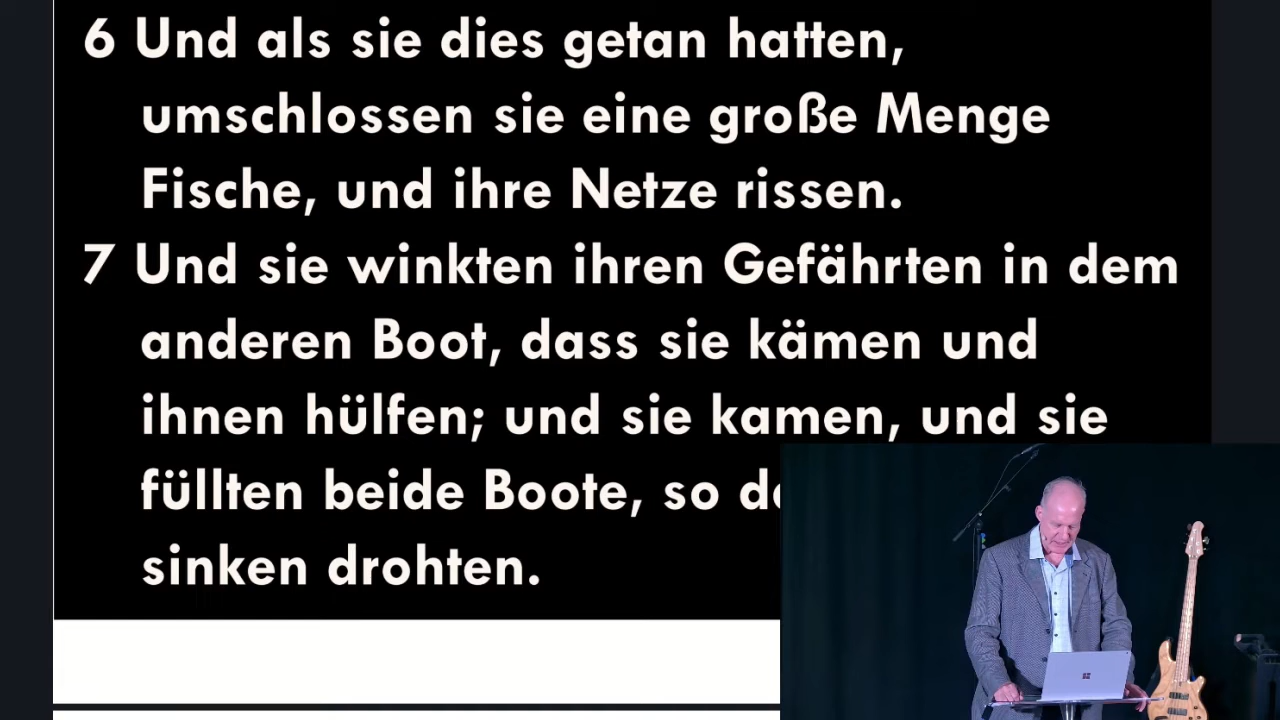 6 Und als sie dies getan hatten,
umschlossen sie eine große Menge
Fische, und ihre Netze rissen.
7 Und sie winkten ihren Gefährten in dem
anderen Boot, dass sie kämen und
ihnen hülfen; und sie kamen, und sie
füllten beide Boote, so
sinken drohten.